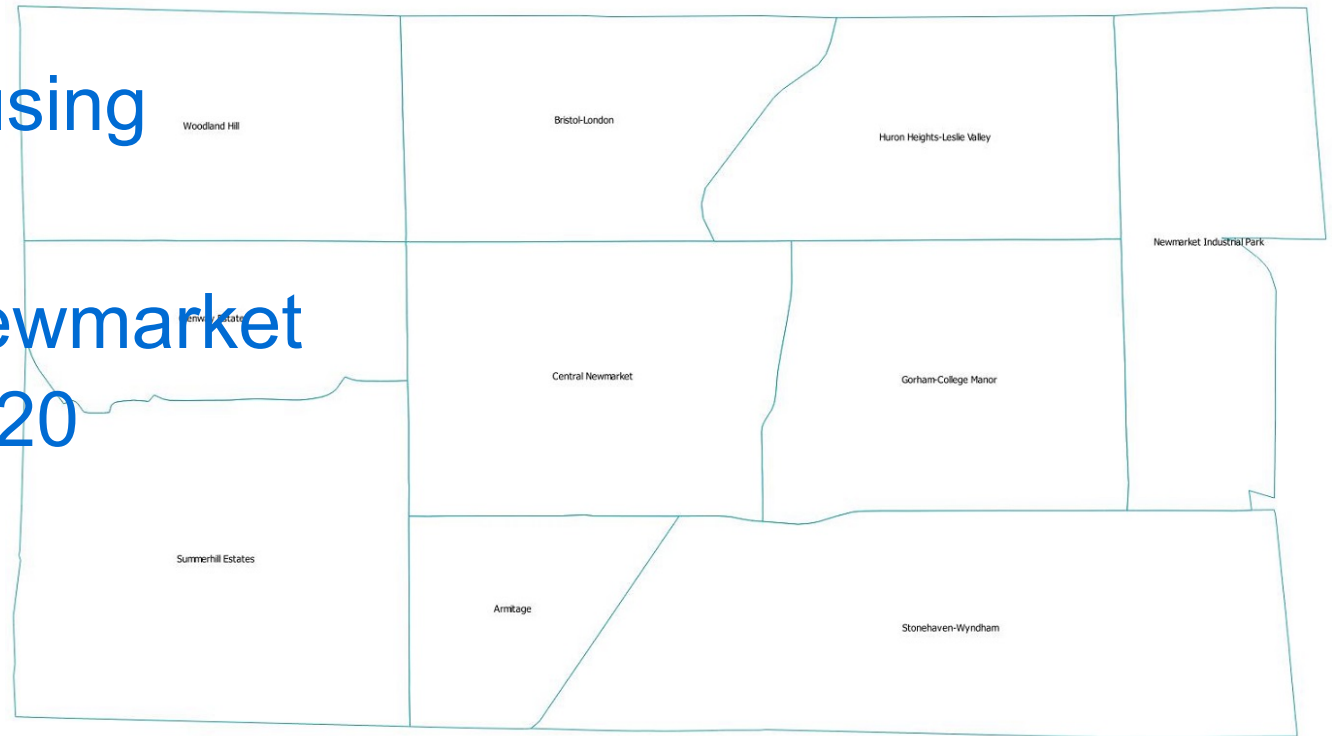 using
Woodland Hill
Bristol-London
Huron Heights-Leslie Valley
Newmarket Industrial Park
ewmarket
Central Newmarket
Gorham-College Manor
20
Summerhill Estates
Armitage
Stonehaven-Wyndham